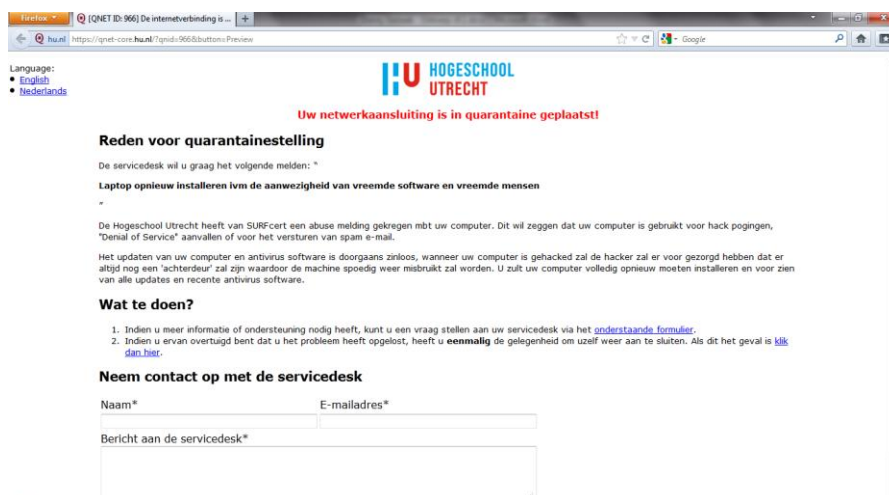 Firefox
[QNET ID: 966] De internetverbinding is ...
hu.nl https://qnet-core.hu.nl/?qnid=966&button=Preview
Google
Language:
English
Nederlands
HOGESCHOOL
UTRECHT
Uw netwerkaansluiting is in quarantaine geplaatst!
Reden voor quarantainestelling
De servicedesk wil u graag het volgende melden: "
Laptop opnieuw installeren ivm de aanwezigheid van vreemde software en vreemde mensen
"
De Hogeschool Utrecht heeft van SURFcert een abuse melding gekregen mbt uw computer. Dit wil zeggen dat uw computer is gebruikt voor hack pogingen,
"Denial of Service" aanvallen of voor het versturen van spam e-mail.
Het updaten van uw computer en antivirus software is doorgaans zinloos, wanneer uw computer is gehacked zal de hacker zal er voor gezorgd hebben dat er
altijd nog een 'achterdeur' zal zijn waardoor de machine spoedig weer misbruikt zal worden. U zult uw computer volledig opnieuw moeten installeren en voor zien
van alle updates en recente antivirus software.
Wat te doen?
1. Indien u meer informatie of ondersteuning nodig heeft, kunt u een vraag stellen aan uw servicedesk via het onderstaande formulier.
2. Indien u ervan overtuigd bent dat u het probleem heeft opgelost, heeft u eenmalig de gelegenheid om uzelf weer aan te sluiten. Als dit het geval is klik
dan hier.
Neem contact op met de servicedesk
Naam* E-mailadres*
Bericht aan de servicedesk*